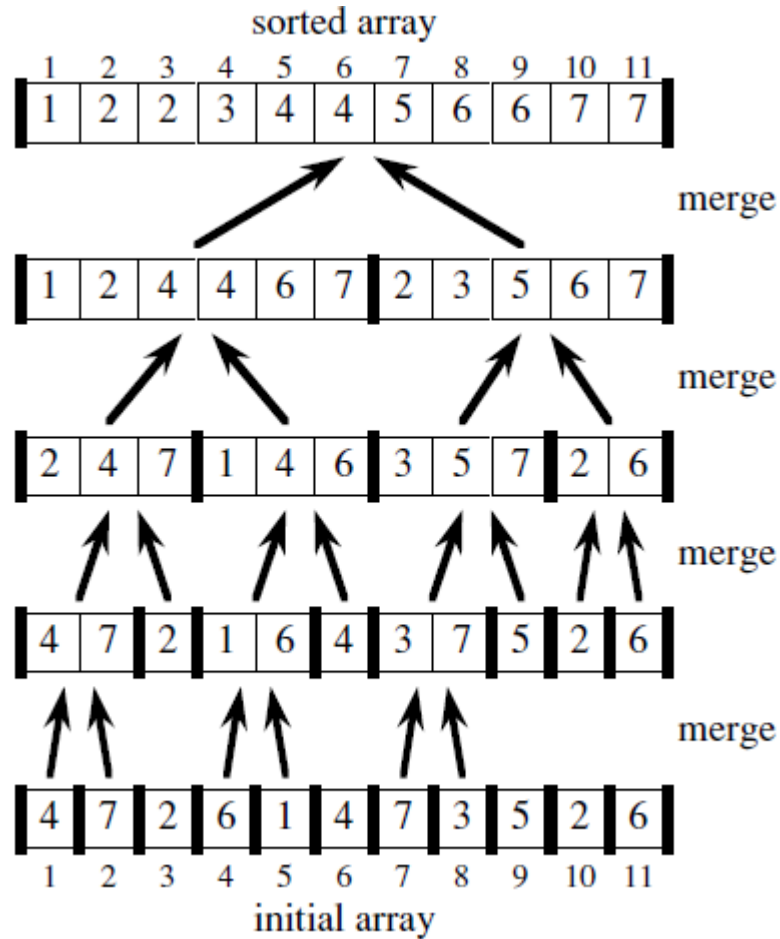 sorted array
1 2 3 4 5 6 7 8 9 10 11
1 2 2 3 4 4 5 6 6 7 7
merge
1 2 4 4 6 7 2 3 5 6 7
merge
2 4 7 1 4 6 3 5 7 2 6
merge
4 7 2 1 6 4 3 7 5 2 6
merge
4 7 2 6 1 4 7 3 5 2 6
1 2 3 4 5 6 7 8 9 10 11
initial array